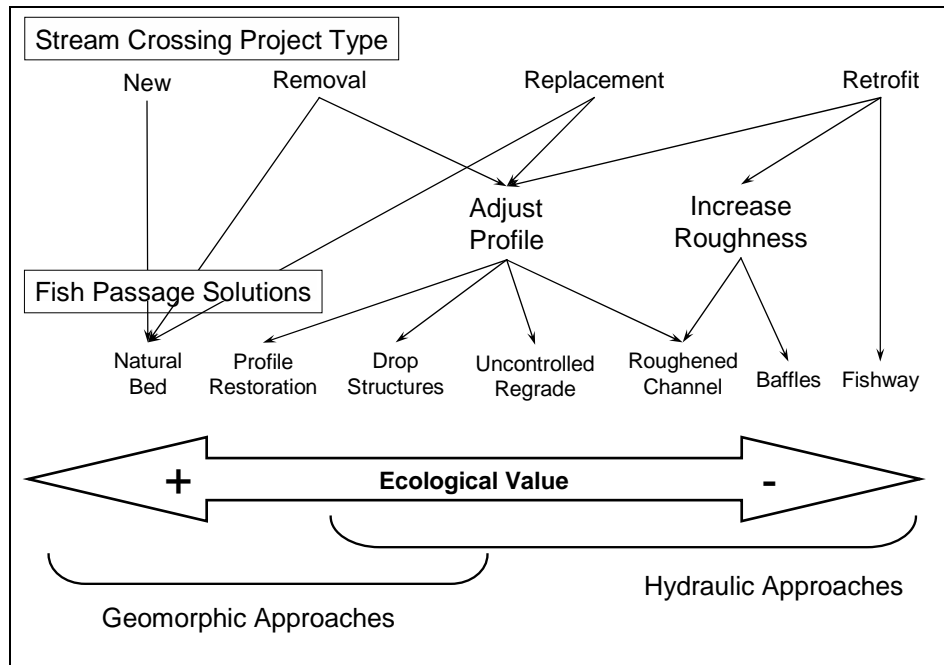 Stream Crossing Project Type
New
Removal
Replacement
Retrofit
Adjust
Profile
Increase
Roughness
Fish Passage Solutions
Natural
Bed
Profile
Restoration
Drop
Structures
Uncontrolled
Regrade
Roughened
Channel
Baffles
Fishway
+
Ecological Value
-
Hydraulic Approaches
Geomorphic Approaches